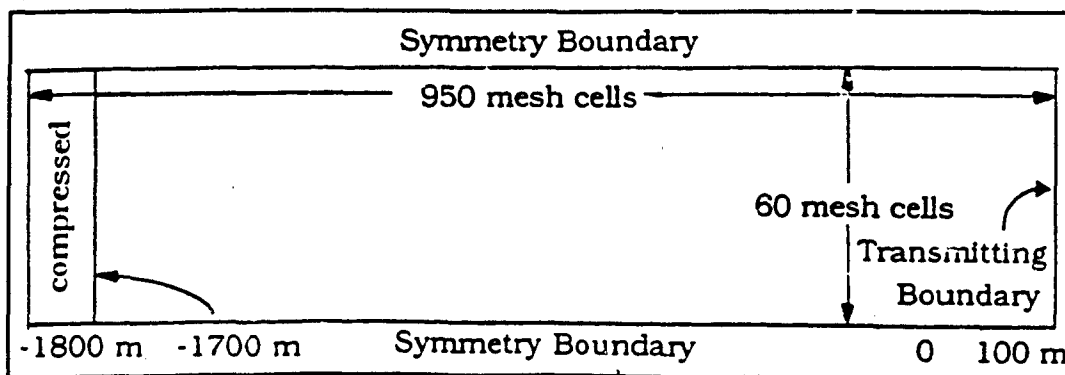 Symmetry Boundary
950 mesh cells
compressed
60 mesh cells
Transmitting
Boundary
-1800 m -1700 m Symmetry Boundary 0 100 m